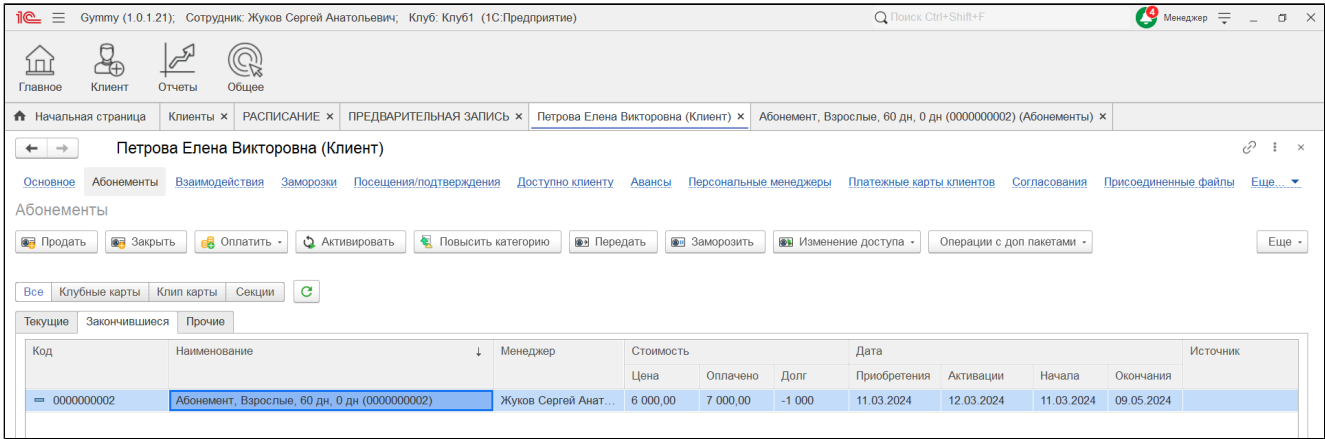 1С Gymmy (1.0.1.21); Сотрудник: Жуков Сергей Анатольевич; Клуб: Клуб1 (1С:Предприятие) Поиск Ctrl+Shift+F 4 Менеджер
Главное Клиент Отчеты Общее
Начальная страница Клиенты × РАСПИСАНИЕ × ПРЕДВАРИТЕЛЬНАЯ ЗАПИСЬ × Петрова Елена Викторовна (Клиент) × Абонемент, Взрослые, 60 дн, 0 дн (0000000002) (Абонементы) ×
Петрова Елена Викторовна (Клиент)
Основное Абонементы Взаимодействия Заморозки Посещения/подтверждения Доступно клиенту Авансы Персональные менеджеры Платежные карты клиентов Согласования Присоединенные файлы Еще...
Абонементы
Продать Закрыть Оплатить Активировать Повысить категорию Передать Заморозить Изменение доступа Операции с доп пакетами Еще
Все Клубные карты Клип карты Секции
Текущие Закончившиеся Прочие
Код Наименование ↓ Менеджер Стоимость Дата Источник
Цена Оплачено Долг Приобретения Активации Начала Окончания
0000000002 Абонемент, Взрослые, 60 дн, 0 дн (0000000002) Жуков Сергей Анат... 6 000,00 7 000,00 -1 000 11.03.2024 12.03.2024 11.03.2024 09.05.2024